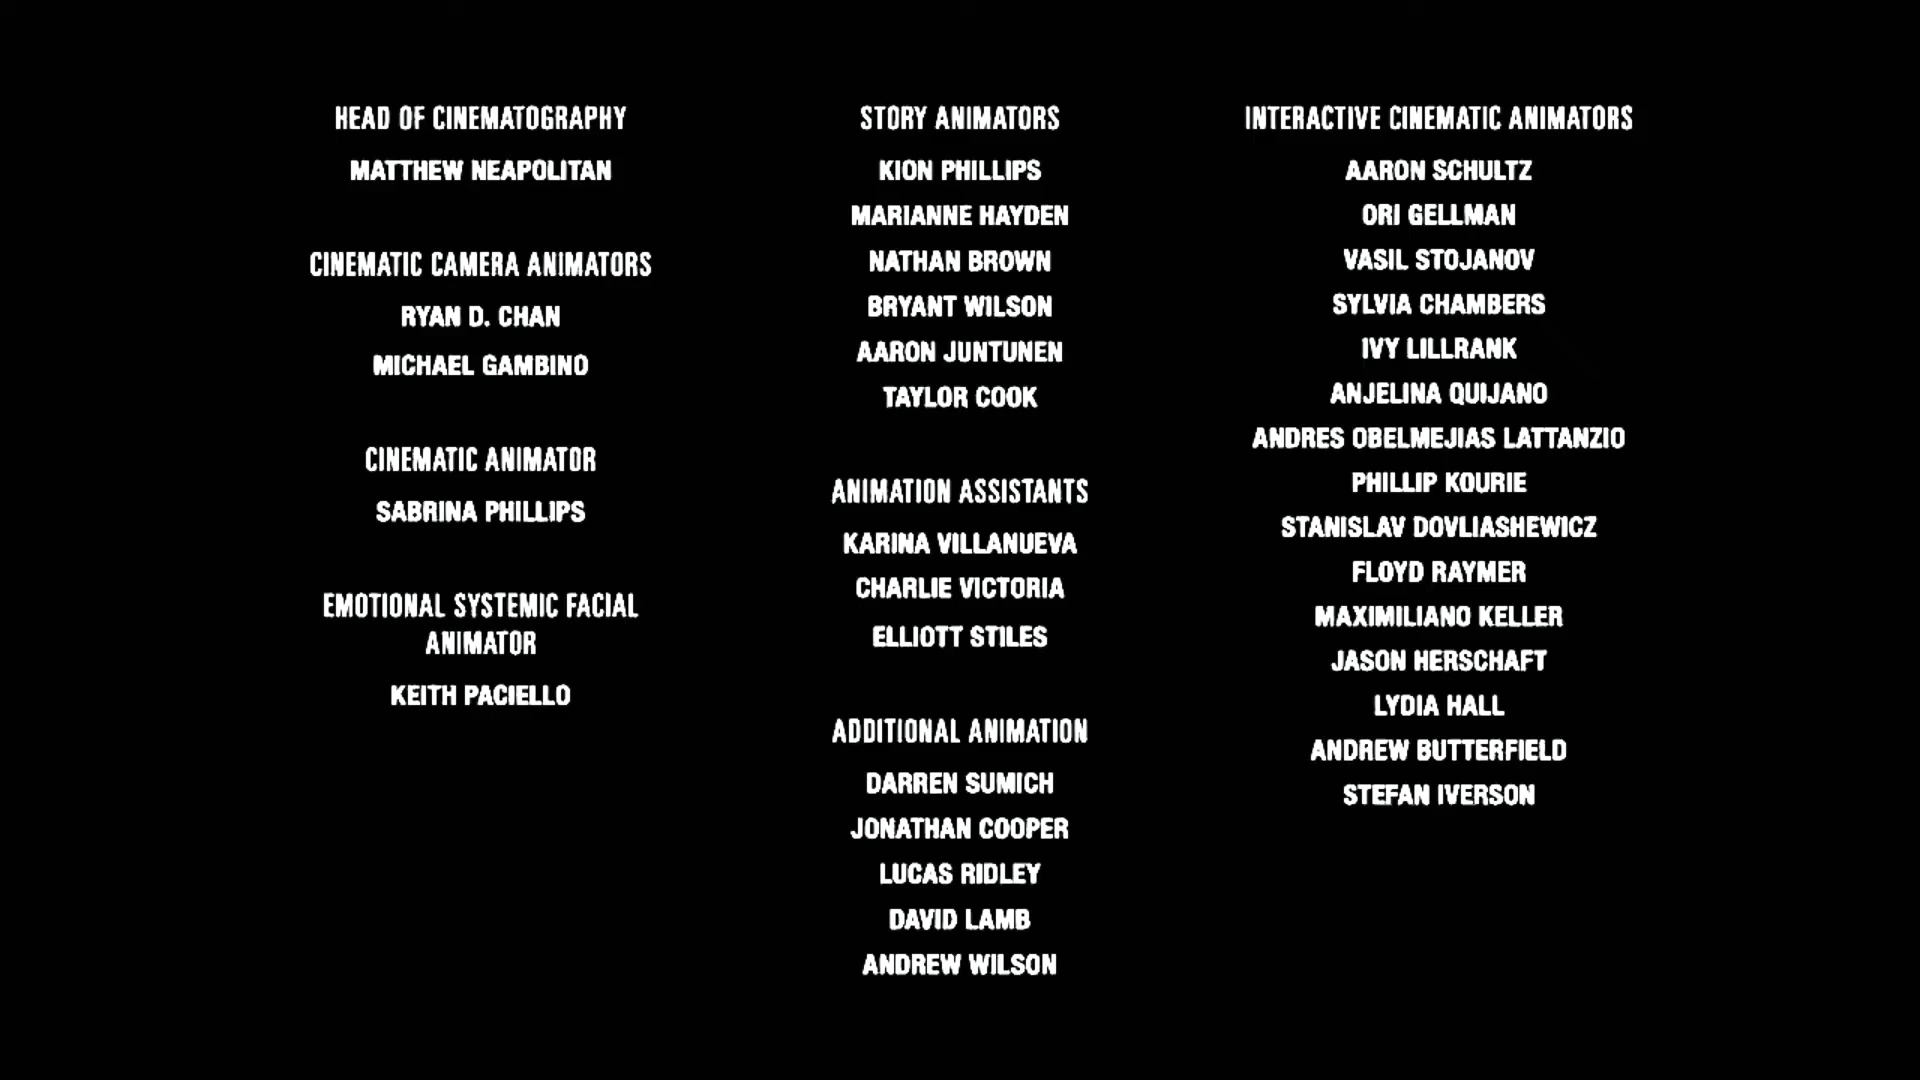 HEAD OF CINEMATOGRAPHY
MATTHEW NEAPOLITAN
CINEMATIC CAMERA ANIMATORS
RYAN D. CHAN
MICHAEL GAMBINO
CINEMATIC ANIMATOR
SABRINA PHILLIPS
EMOTIONAL SYSTEMIC FACIAL
ANIMATOR
KEITH PACIELLO
STORY ANIMATORS
KION PHILLIPS
MARIANNE HAYDEN
NATHAN BROWN
BRYANT WILSON
AARON JUNTUNEN
TAYLOR COOK
ANIMATION ASSISTANTS
KARINA VILLANUEVA
CHARLIE VICTORIA
ELLIOTT STILES
ADDITIONAL ANIMATION
DARREN SUMICH
JONATHAN COOPER
LUCAS RIDLEY
DAVID LAMB
ANDREW WILSON
INTERACTIVE CINEMATIC ANIMATORS
AARON SCHULTZ
ORI GELLMAN
VASIL STOJANOV
SYLVIA CHAMBERS
IVY LILLRANK
ANJELINA QUIJANO
ANDRES OBELMEJIAS LATTANZIO
PHILLIP KOURIE
STANISLAV DOVLIASHEWICZ
FLOYD RAYMER
MAXIMILIANO KELLER
JASON HERSCHAFT
LYDIA HALL
ANDREW BUTTERFIELD
STEFAN IVERSON